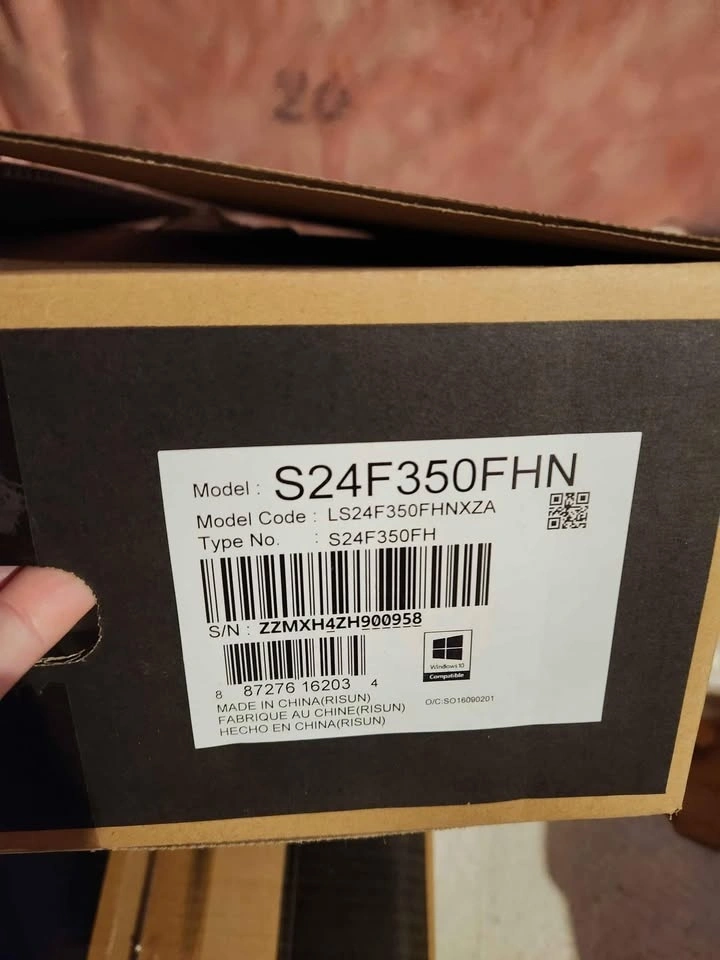 20
Model : S24F350FHN
Model Code : LS24F350FHNXZA
Type No. : S24F350FH
S/N : ZZMXH4ZH900958
8 87276 16203 4
Windows 10
Compatible
MADE IN CHINA(RISUN)
FABRIQUE AU CHINE(RISUN)
HECHO EN CHINA(RISUN)
O/C:SO16090201